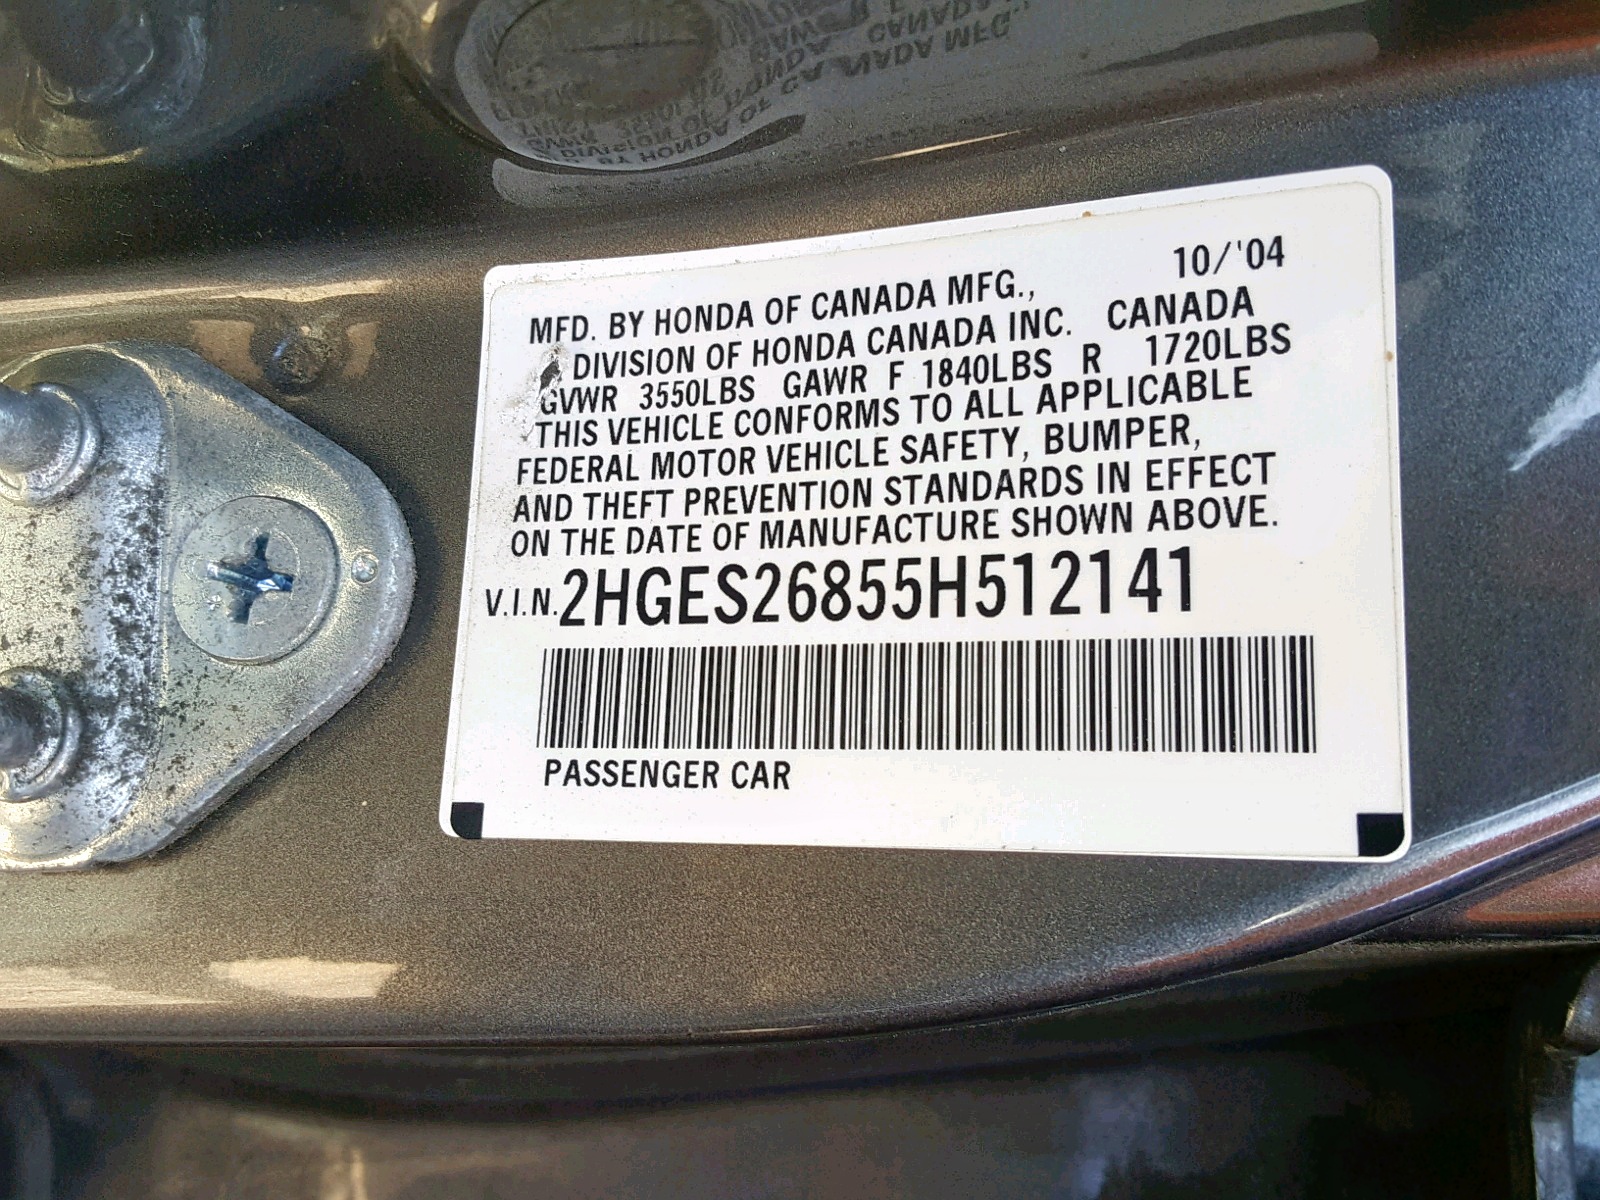 10/'04
MFD. BY HONDA OF CANADA MFG.,
A DIVISION OF HONDA CANADA INC. CANADA
GVWR 3550LBS GAWR F 1840LBS R 1720LBS
THIS VEHICLE CONFORMS TO ALL APPLICABLE
FEDERAL MOTOR VEHICLE SAFETY, BUMPER,
AND THEFT PREVENTION STANDARDS IN EFFECT
ON THE DATE OF MANUFACTURE SHOWN ABOVE.
V.I.N. 2HGES26855H512141
PASSENGER CAR